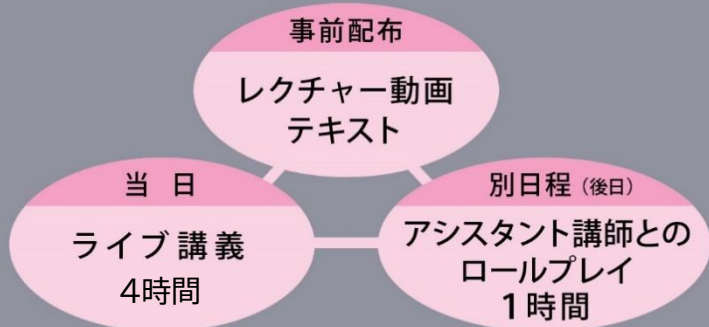 事前配布
レクチャー動画
テキスト
当 日
ライブ講義
4時間
別日程（後日）
アシスタント講師との
ロールプレイ
1時間